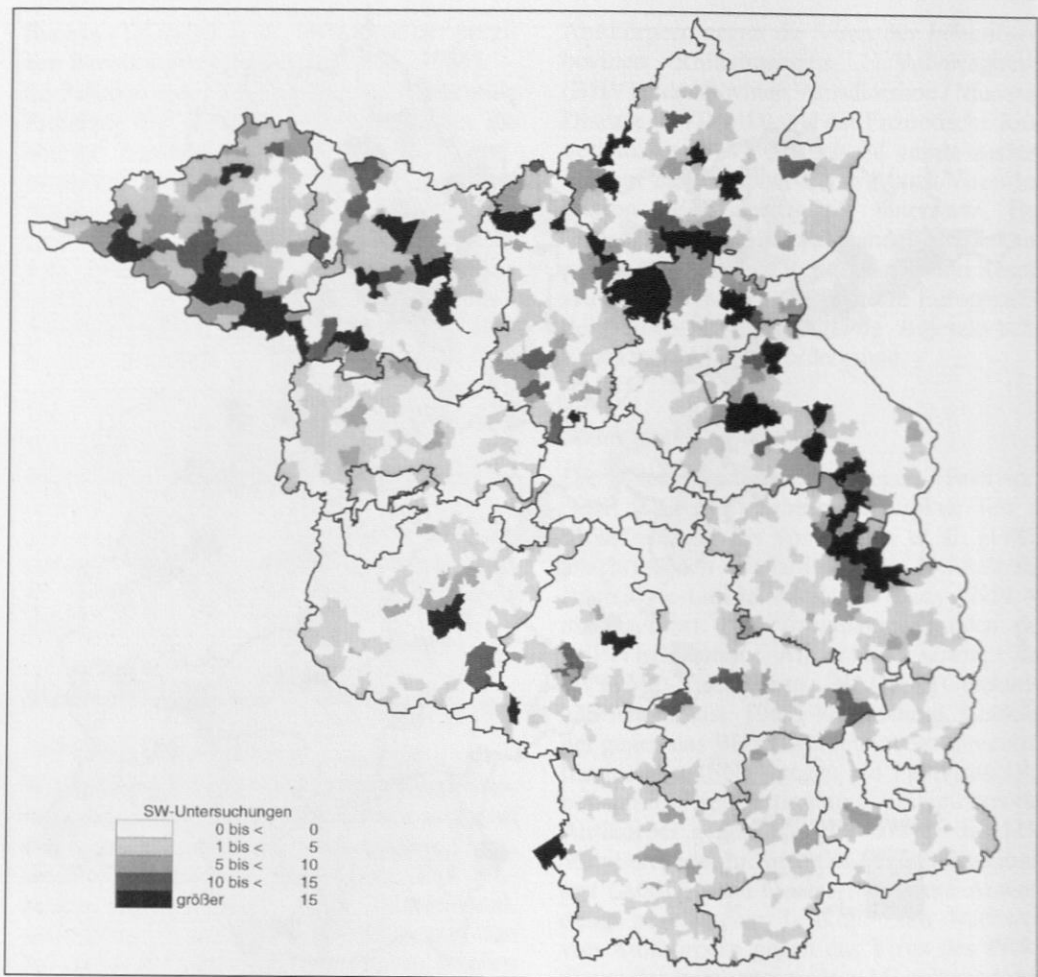 SW-Untersuchungen
0 bis < 0
1 bis < 5
5 bis < 10
10 bis < 15
größer 15